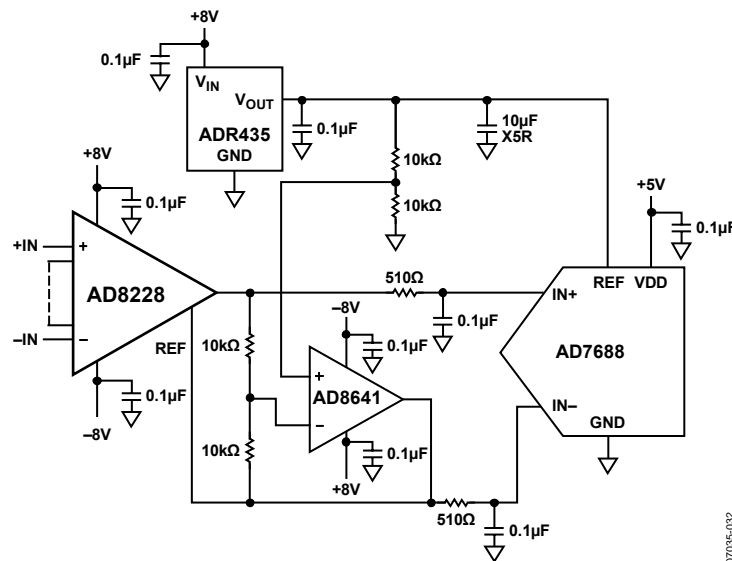 +8V
0.1µF
VIN
VOUT
ADR435
GND
0.1µF
10µF
X5R
10kΩ
10kΩ
+8V
0.1µF
+5V
0.1µF
+IN
+
AD8228
–IN
–
REF
0.1µF
–8V
510Ω
0.1µF
IN+
REF VDD
AD7688
IN–
GND
10kΩ
10kΩ
–8V
0.1µF
+
AD8641
–
0.1µF
+8V
510Ω
0.1µF
07035-032